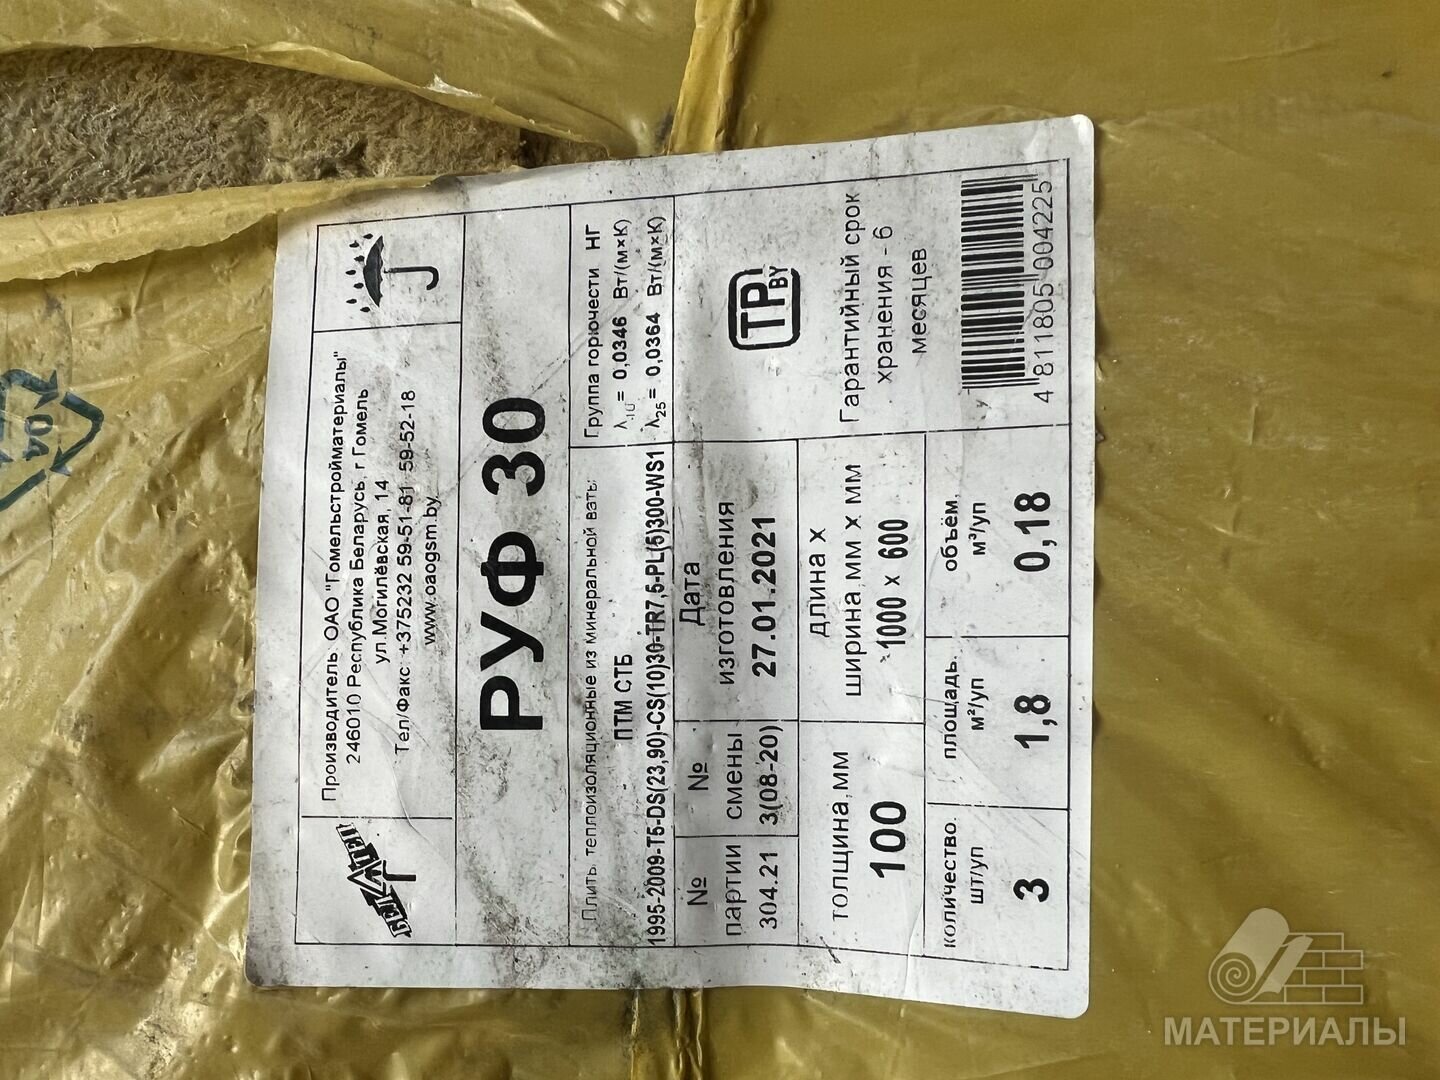 БЕЛТЕП
Производитель ОАО "Гомельстройматериалы"
246010 Республика Беларусь, г Гомель
ул.Могилёвская, 14
Тел/Факс +375232 59-51-81 59-52-18
www.oaogsm.by
РУФ 30
Плиты теплоизоляционные из минеральной ваты:
ПТМ СТБ
1995-2009-T5-DS(23,90)-CS(10)30-TR7,5-PL(5)300-WS1
Группа горючести НГ
λ10 = 0,0346 Вт/(м×К)
λ25 = 0,0364 Вт/(м×К)
№
партии
304.21
№
смены
3(08-20)
Дата
изготовления
27.01.2021
ТР
BY
толщина,мм
100
длина х
ширина,мм х мм
1000 x 600
Гарантийный срок
хранения - 6
месяцев
количество,
шт/уп
3
площадь,
м²/уп
1,8
объём,
м³/уп
0,18
4 811805 004225
04
МАТЕРИАЛЫ